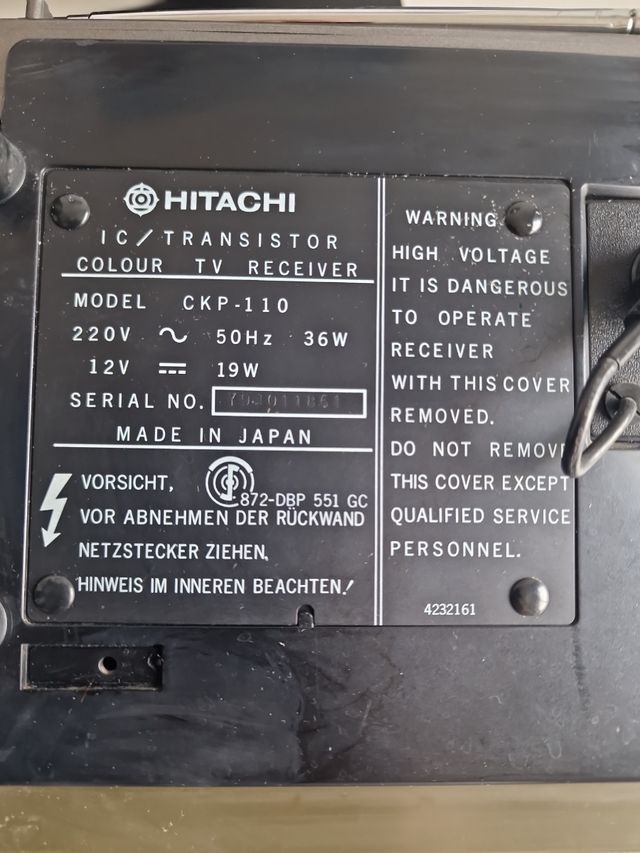 HITACHI
IC/TRANSISTOR
COLOUR TV RECEIVER
MODEL CKP-110
220V ~ 50Hz 36W
12V ⎓ 19W
SERIAL NO.
MADE IN JAPAN
VORSICHT,
872-DBP 551 GC
VOR ABNEHMEN DER RÜCKWAND
NETZSTECKER ZIEHEN.
HINWEIS IM INNEREN BEACHTEN!
WARNING
HIGH VOLTAGE
IT IS DANGEROUS
TO OPERATE
RECEIVER
WITH THIS COVER
REMOVED.
DO NOT REMOV
THIS COVER EXCEPT
QUALIFIED SERVICE
PERSONNEL.
4232161